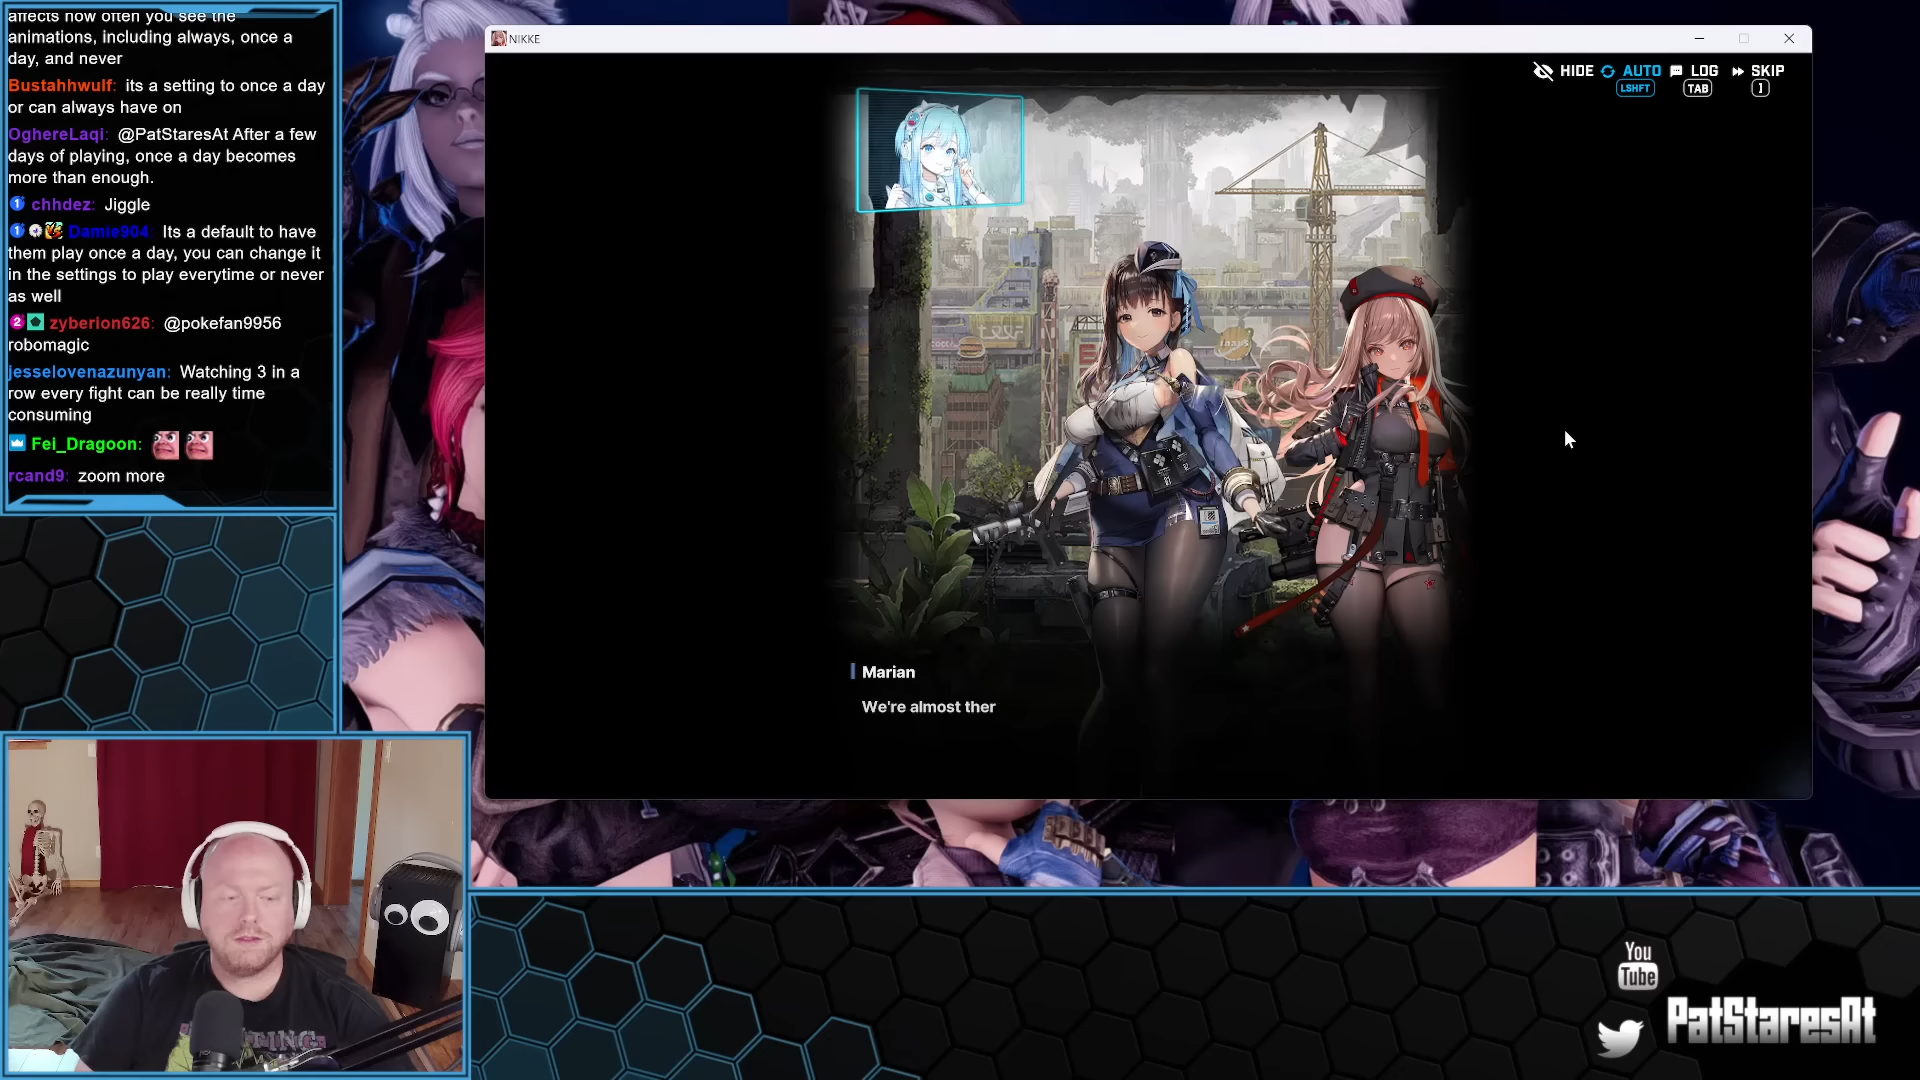 affects how often you see the
animations, including always, once a
day, and never
Bustahhwulf: its a setting to once a day
or can always have on
OghereLaqi: @PatStaresAt After a few
days of playing, once a day becomes
more than enough.
1 chhdez: Jiggle
1 Damie904 Its a default to have
them play once a day, you can change it
in the settings to play everytime or never
as well
2 zyberion626: @pokefan9956
robomagic
jesselovenazunyan: Watching 3 in a
row every fight can be really time
consuming
Fei_Dragoon:
rcand9: zoom more
NIKKE
HIDE AUTO LOG SKIP
LSHFT TAB ]
Marian
We're almost ther
You
Tube
PatStaresAt